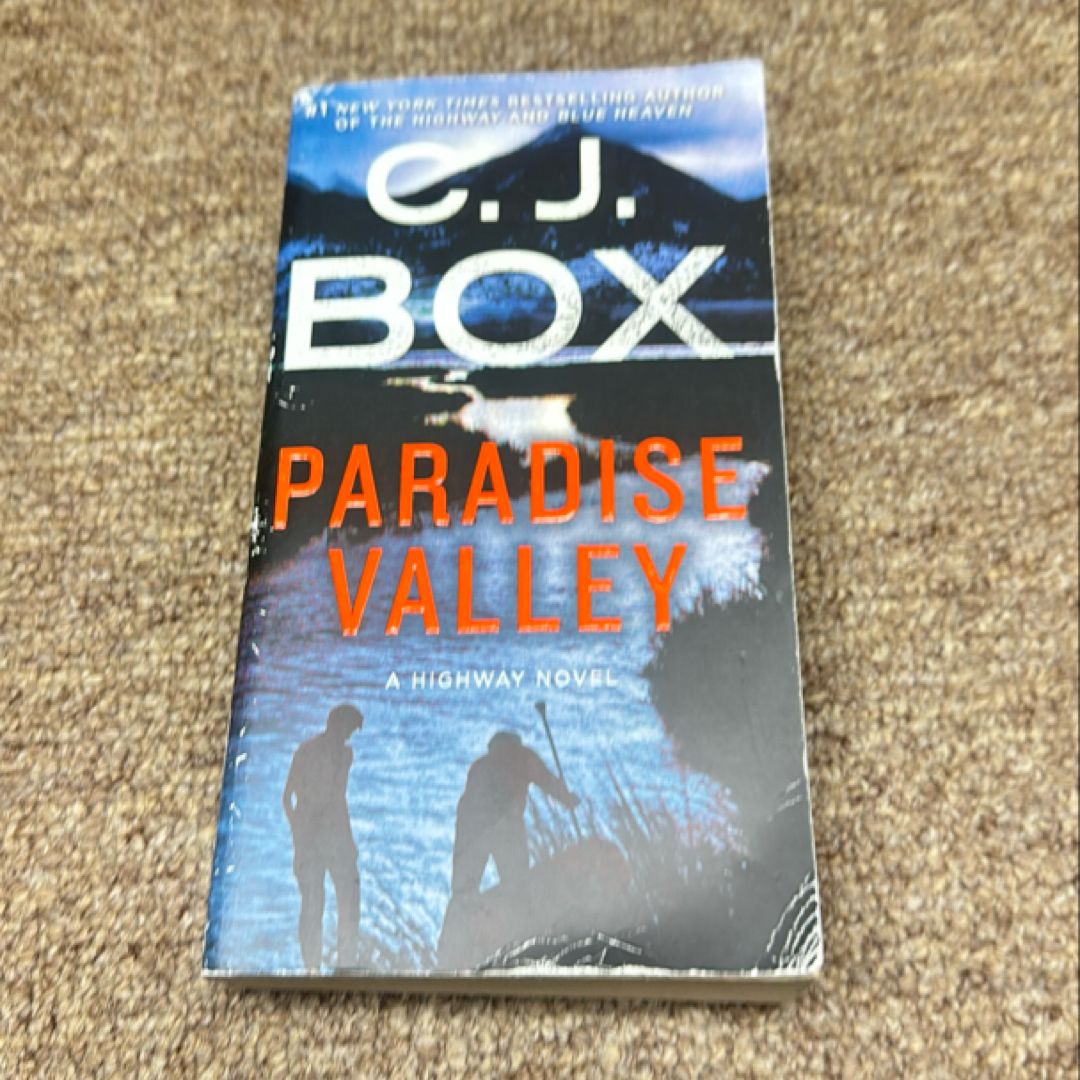 #1 NEW YORK TIMES BESTSELLING AUTHOR
OF THE HIGHWAY AND BLUE HEAVEN
C. J.
BOX
PARADISE
VALLEY
A HIGHWAY NOVEL